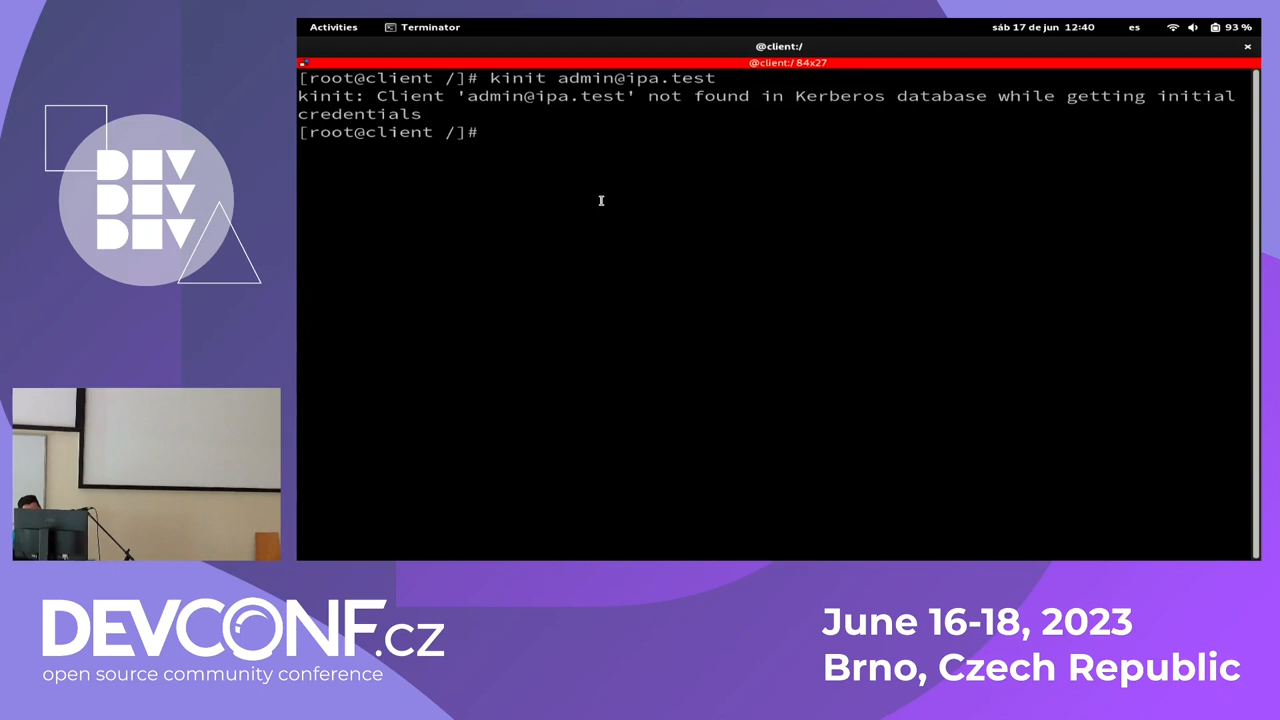 Activities
Terminator
sáb 17 de jun 12:40
es
93 %
@client:/
×
@client:/ 84x27
[root@client /]# kinit admin@ipa.test
kinit: Client 'admin@ipa.test' not found in Kerberos database while getting initial
credentials
[root@client /]#
DEV
DEV
DEV
DEVCONF.cz
open source community conference
June 16-18, 2023
Brno, Czech Republic